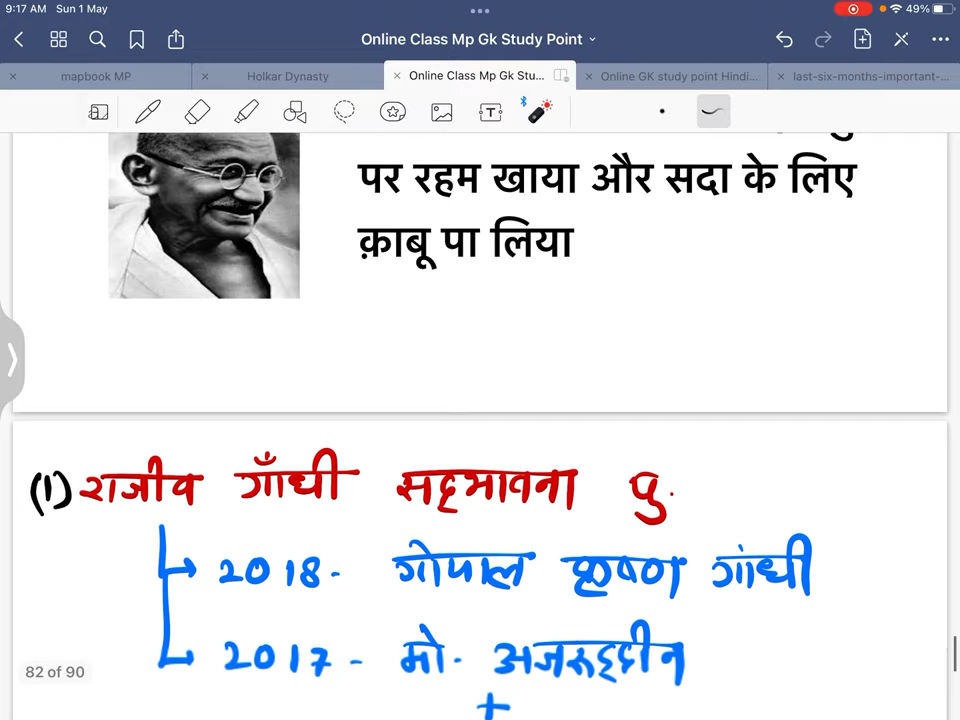 9:17 AM Sun 1 May
49%
Online Class Mp Gk Study Point
mapbook MP
Holkar Dynasty
Online Class Mp Gk Stu...
Online GK study point Hindi...
last-six-months-important-...
पर रहम खाया और सदा के लिए
क़ाबू पा लिया
(1) राजीव गाँधी सद्भावना पु.
→ 2018 - गोपाल कृष्ण गांधी
→ 2017 - मो. अजरुद्दीन
+
82 of 90